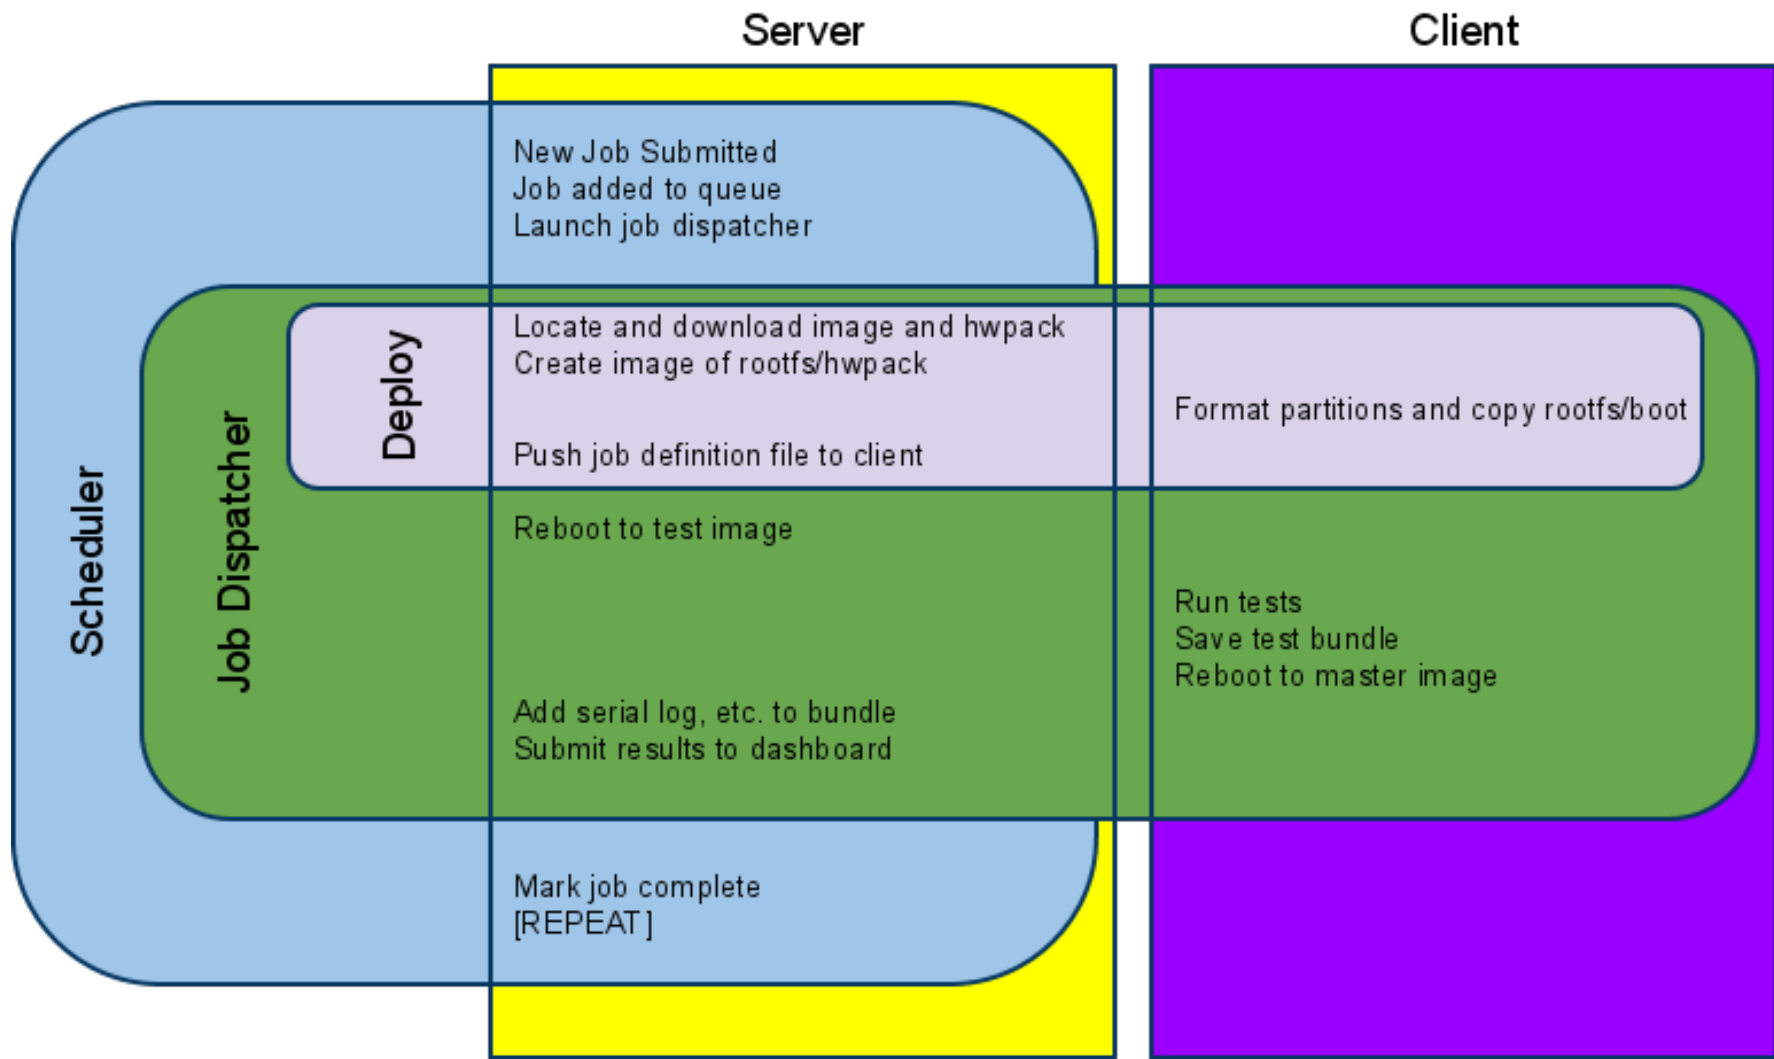 Server
Client
New Job Submitted
Job added to queue
Launch job dispatcher
Scheduler
Job Dispatcher
Deploy
Locate and download image and hwpack
Create image of rootfs/hwpack
Format partitions and copy rootfs/boot
Push job definition file to client
Reboot to test image
Run tests
Save test bundle
Reboot to master image
Add serial log, etc. to bundle
Submit results to dashboard
Mark job complete
[REPEAT]